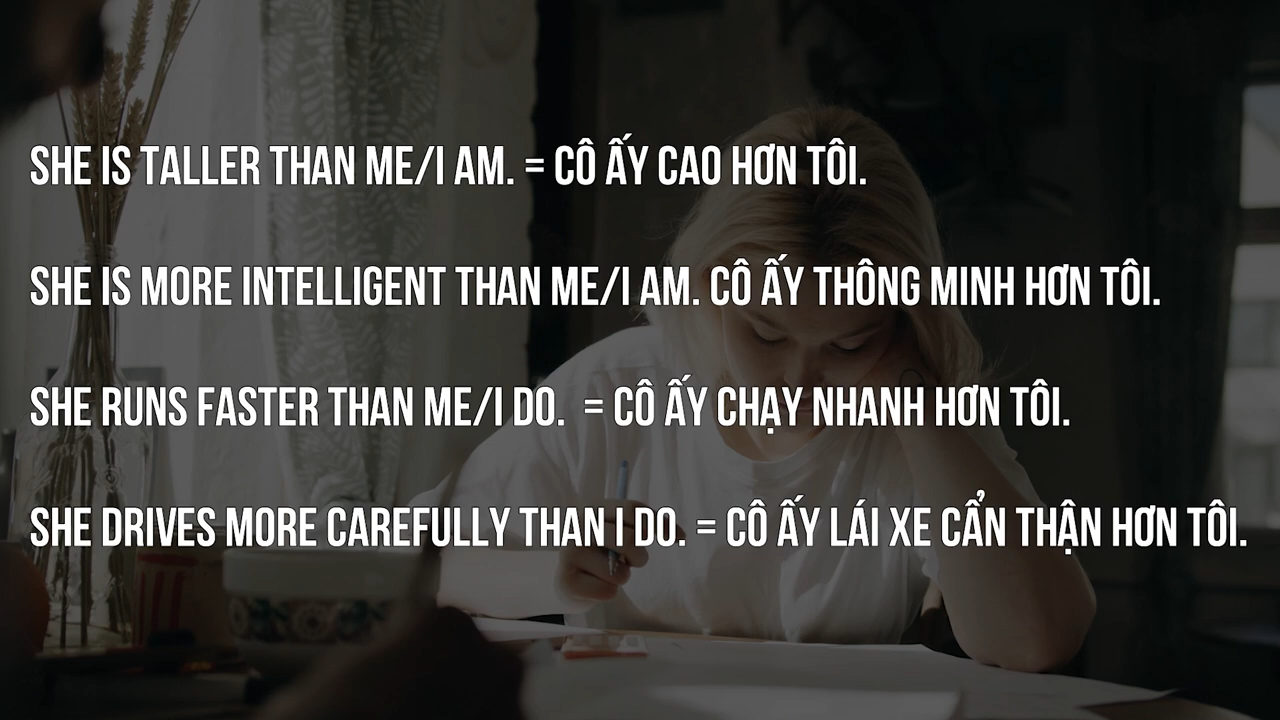 SHE IS TALLER THAN ME/I AM. = CÔ ẤY CAO HƠN TÔI.
SHE IS MORE INTELLIGENT THAN ME/I AM. CÔ ẤY THÔNG MINH HƠN TÔI.
SHE RUNS FASTER THAN ME/I DO.  = CÔ ẤY CHẠY NHANH HƠN TÔI.
SHE DRIVES MORE CAREFULLY THAN I DO. = CÔ ẤY LÁI XE CẨN THẬN HƠN TÔI.